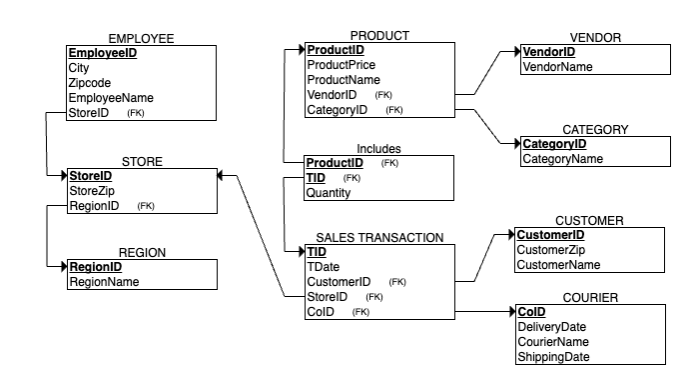 EMPLOYEE
EmployeeID
City
Zipcode
EmployeeName
StoreID (FK)
STORE
StoreID
StoreZip
RegionID (FK)
REGION
RegionID
RegionName
PRODUCT
ProductID
ProductPrice
ProductName
VendorID (FK)
CategoryID (FK)
Includes
ProductID (FK)
TID (FK)
Quantity
SALES TRANSACTION
TID
TDate
CustomerID (FK)
StoreID (FK)
CoID (FK)
VENDOR
VendorID
VendorName
CATEGORY
CategoryID
CategoryName
CUSTOMER
CustomerID
CustomerZip
CustomerName
COURIER
CoID
DeliveryDate
CourierName
ShippingDate